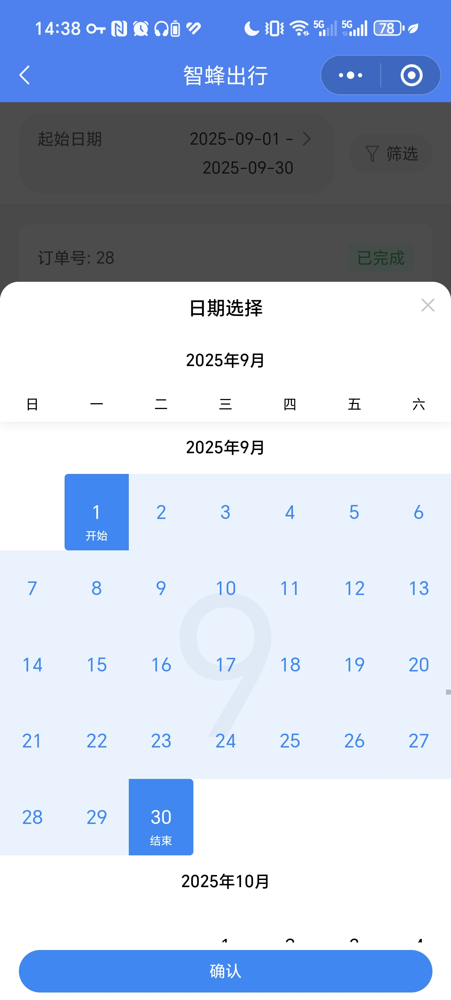 14:38 5G 5G 78
智蜂出行
起始日期 2025-09-01 -
2025-09-30
筛选
订单号: 28 已完成
日期选择
2025年9月
日 一 二 三 四 五 六
2025年9月
1 2 3 4 5 6
开始
7 8 9 10 11 12 13
9
14 15 16 17 18 19 20
21 22 23 24 25 26 27
28 29 30
结束
2025年10月
1 2 3 4
确认